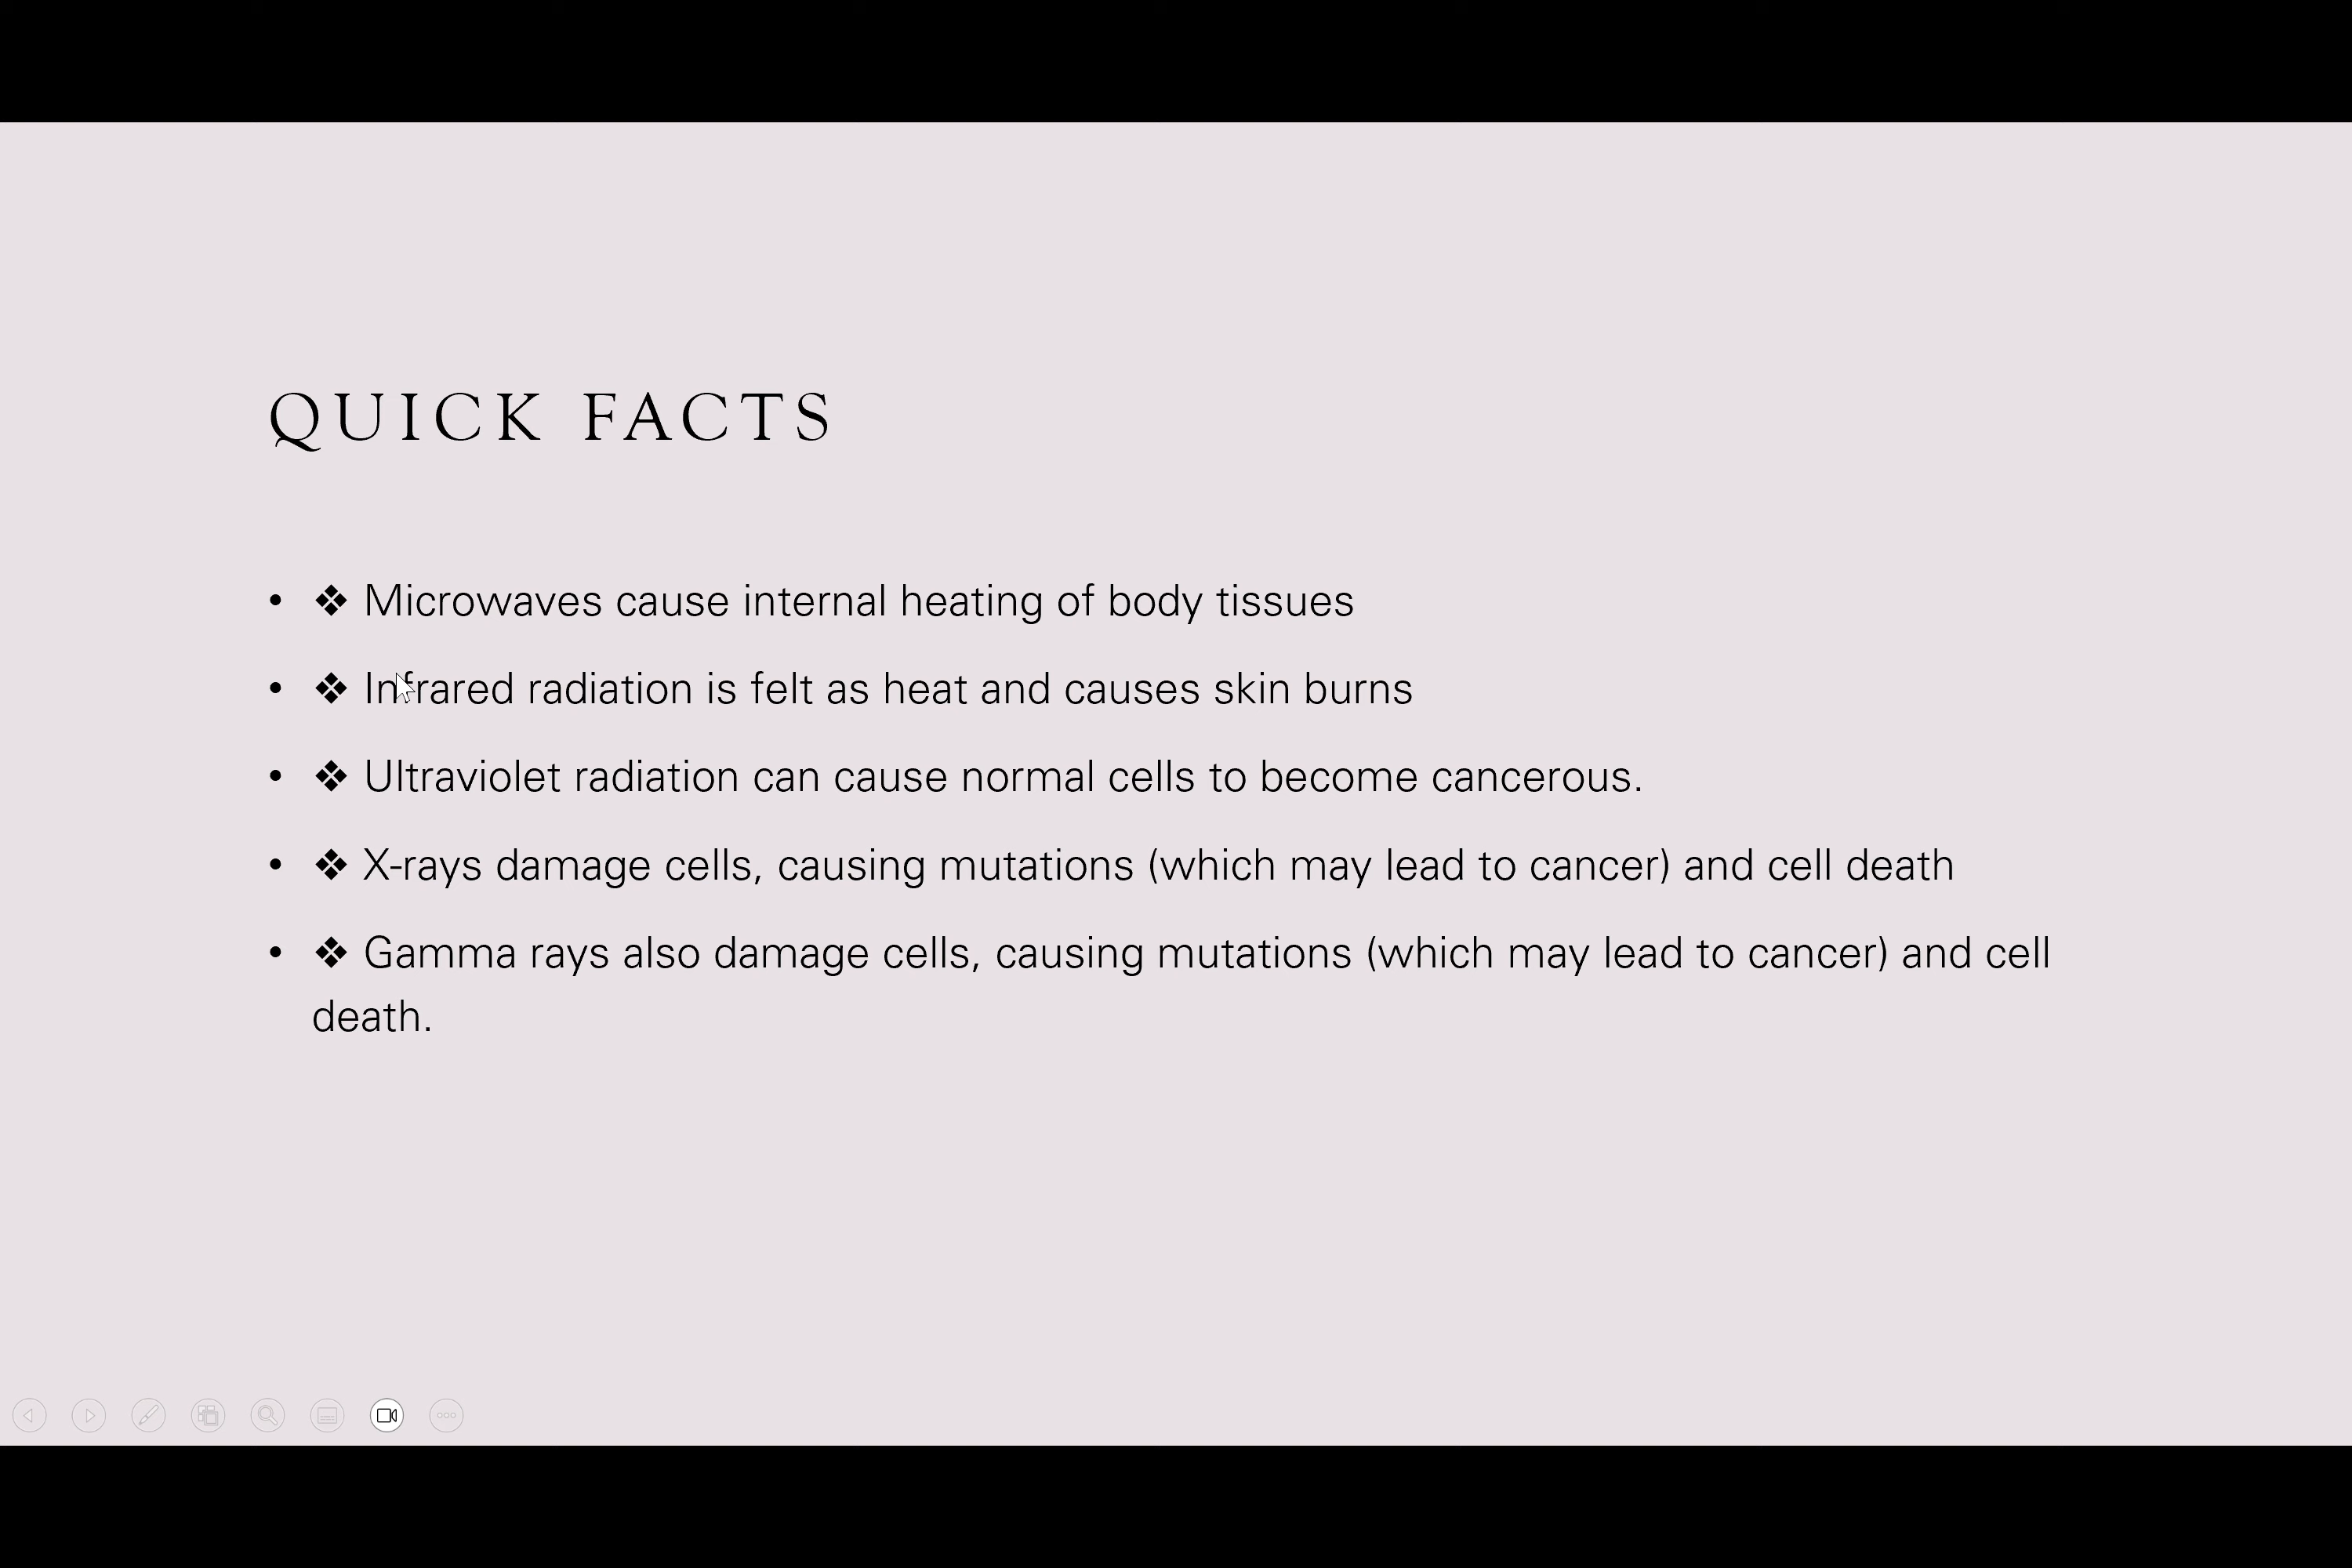 QUICK FACTS
• ❖ Microwaves cause internal heating of body tissues
• ❖ Infrared radiation is felt as heat and causes skin burns
• ❖ Ultraviolet radiation can cause normal cells to become cancerous.
• ❖ X-rays damage cells, causing mutations (which may lead to cancer) and cell death
• ❖ Gamma rays also damage cells, causing mutations (which may lead to cancer) and cell
death.